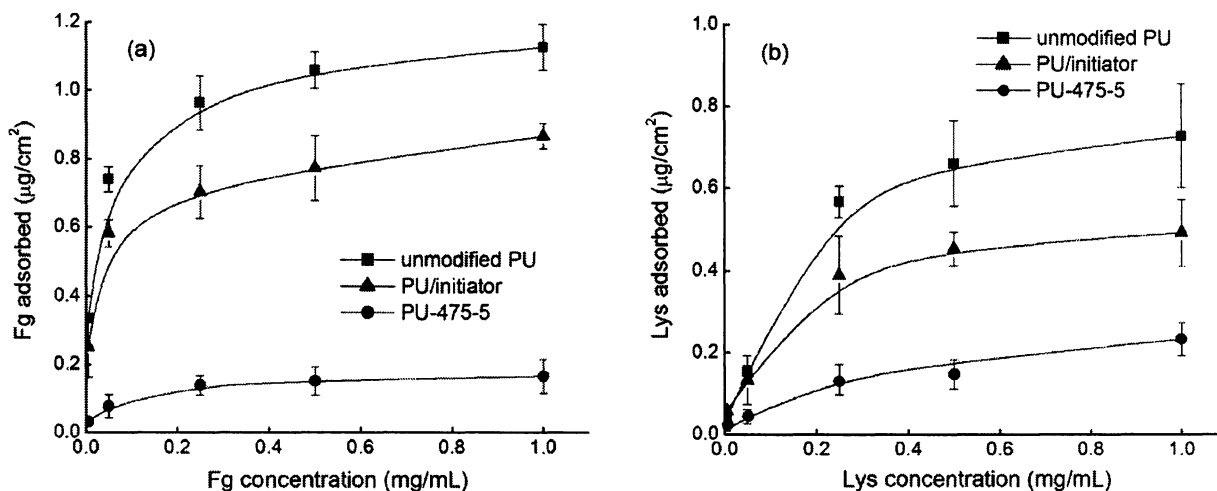 (a)
Fg adsorbed (μg/cm²)
1.2
1.0
0.8
0.6
0.4
0.2
0.0
unmodified PU
PU/initiator
PU-475-5
0.0 0.2 0.4 0.6 0.8 1.0
Fg concentration (mg/mL)
(b)
Lys adsorbed (μg/cm²)
1.0
0.8
0.6
0.4
0.2
0.0
unmodified PU
PU/initiator
PU-475-5
0.0 0.2 0.4 0.6 0.8 1.0
Lys concentration (mg/mL)